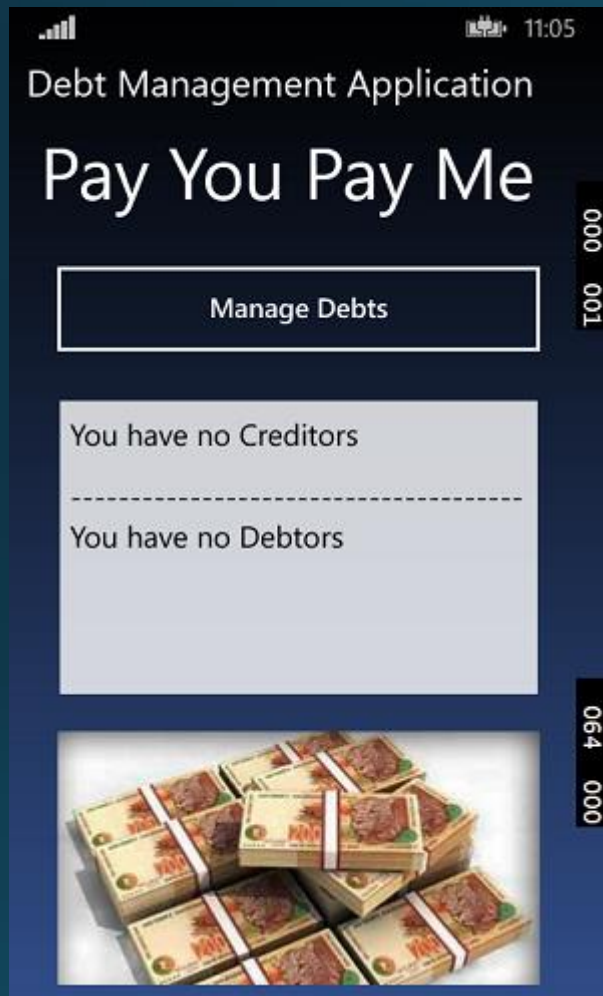 11:05
Debt Management Application
Pay You Pay Me
000 001
Manage Debts
You have no Creditors
--------------------------------------
You have no Debtors
064 000